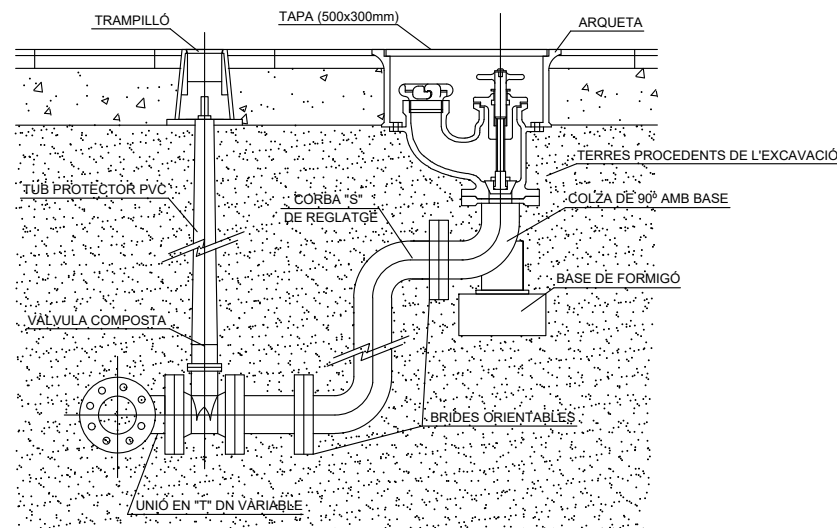 TRAMPILLÓ
TAPA (500x300mm)
ARQUETA
TERRES PROCEDENTS DE L'EXCAVACIÓ
TUB PROTECTOR PVC
CORBA "S"
DE REGLATGE
COLZA DE 90º AMB BASE
BASE DE FORMIGÓ
VÀLVULA COMPOSTA
BRIDES ORIENTABLES
UNIÓ EN "T" DN VARIABLE